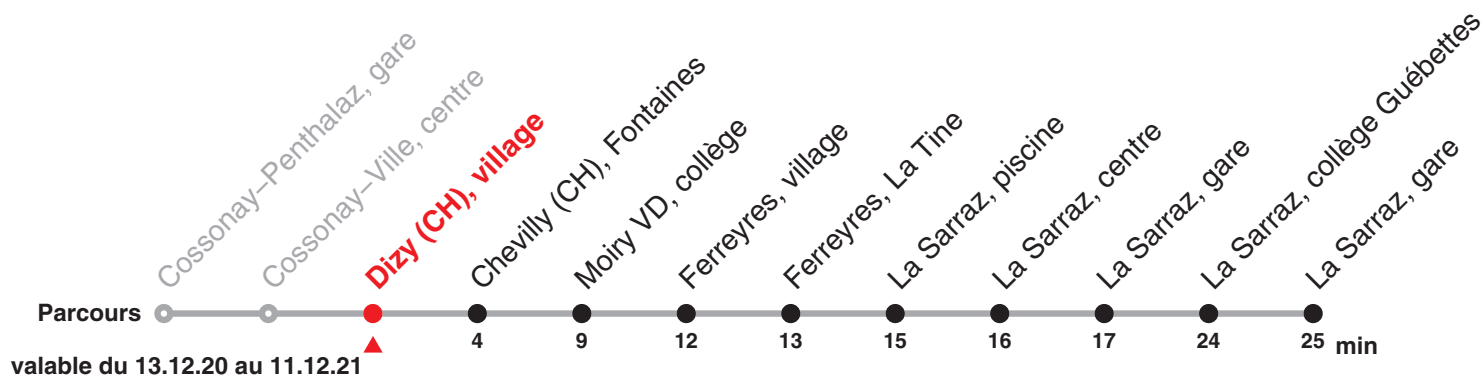 Cossonay–Penthalaz, gare
Cossonay–Ville, centre
Dizy (CH), village
Chevilly (CH), Fontaines
Moiry VD, collège
Ferreyres, village
Ferreyres, La Tine
La Sarraz, piscine
La Sarraz, centre
La Sarraz, gare
La Sarraz, collège Guébettes
La Sarraz, gare
Parcours
4 9 12 13 15 16 17 24 25 min
valable du 13.12.20 au 11.12.21